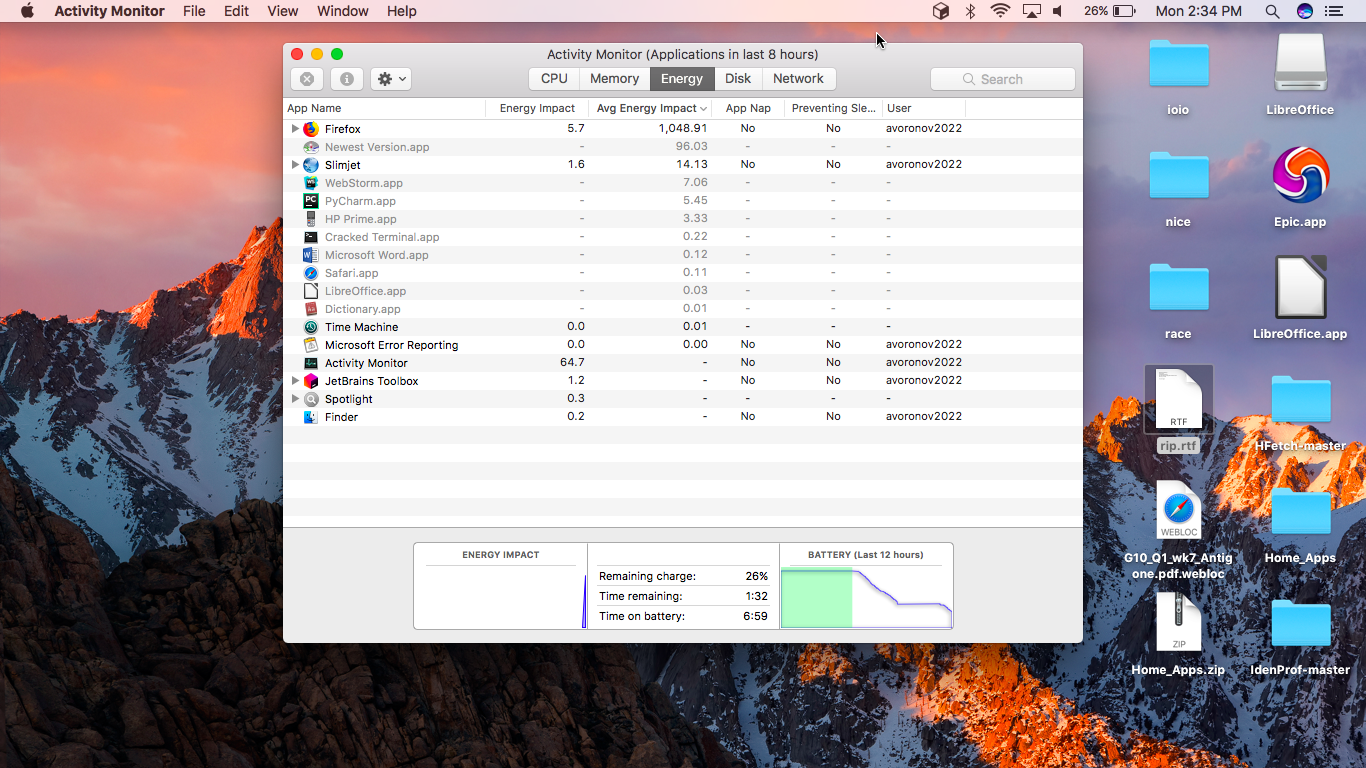 Activity Monitor File Edit View Window Help 26% Mon 2:34 PM
Activity Monitor (Applications in last 8 hours)
CPU Memory Energy Disk Network Search
App Name Energy Impact Avg Energy Impact App Nap Preventing Sle... User
Firefox 5.7 1,048.91 No No avoronov2022
Newest Version.app - 96.03 - - -
Slimjet 1.6 14.13 No No avoronov2022
WebStorm.app - 7.06 - - -
PyCharm.app - 5.45 - - -
HP Prime.app - 3.33 - - -
Cracked Terminal.app - 0.22 - - -
Microsoft Word.app - 0.12 - - -
Safari.app - 0.11 - - -
LibreOffice.app - 0.03 - - -
Dictionary.app - 0.01 - - -
Time Machine 0.0 0.01 - - -
Microsoft Error Reporting 0.0 0.00 No No avoronov2022
Activity Monitor 64.7 - No No avoronov2022
JetBrains Toolbox 1.2 - No No avoronov2022
Spotlight 0.3 - - - -
Finder 0.2 - No No avoronov2022
ENERGY IMPACT BATTERY (Last 12 hours)
Remaining charge: 26%
Time remaining: 1:32
Time on battery: 6:59
ioio LibreOffice
nice Epic.app
race LibreOffice.app
RTF
rip.rtf HFetch-master
WEBLOC
G10_Q1_wk7_Antig Home_Apps
one.pdf.webloc
ZIP
Home_Apps.zip IdenProf-master